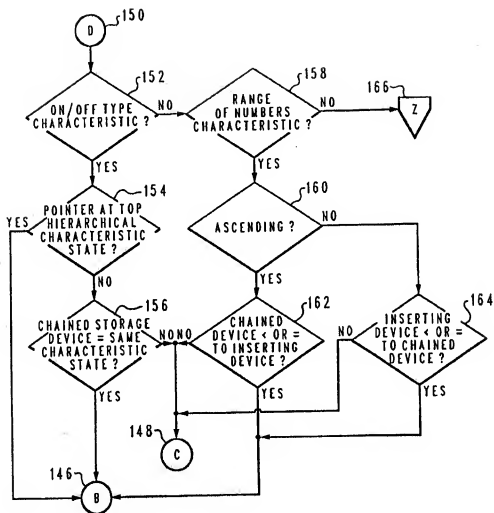 150
D
152
ON/OFF TYPE
CHARACTERISTIC ?
NO
158
RANGE
OF NUMBERS
CHARACTERISTIC ?
NO
166
Z
YES
YES
154
POINTER AT TOP
HIERARCHICAL
CHARACTERISTIC
STATE ?
YES
NO
160
ASCENDING ?
NO
YES
156
CHAINED STORAGE
DEVICE = SAME
CHARACTERISTIC
STATE ?
NO
NO
162
CHAINED
DEVICE < OR =
TO INSERTING
DEVICE ?
NO
164
INSERTING
DEVICE < OR =
TO CHAINED
DEVICE ?
YES
YES
YES
148
C
146
B